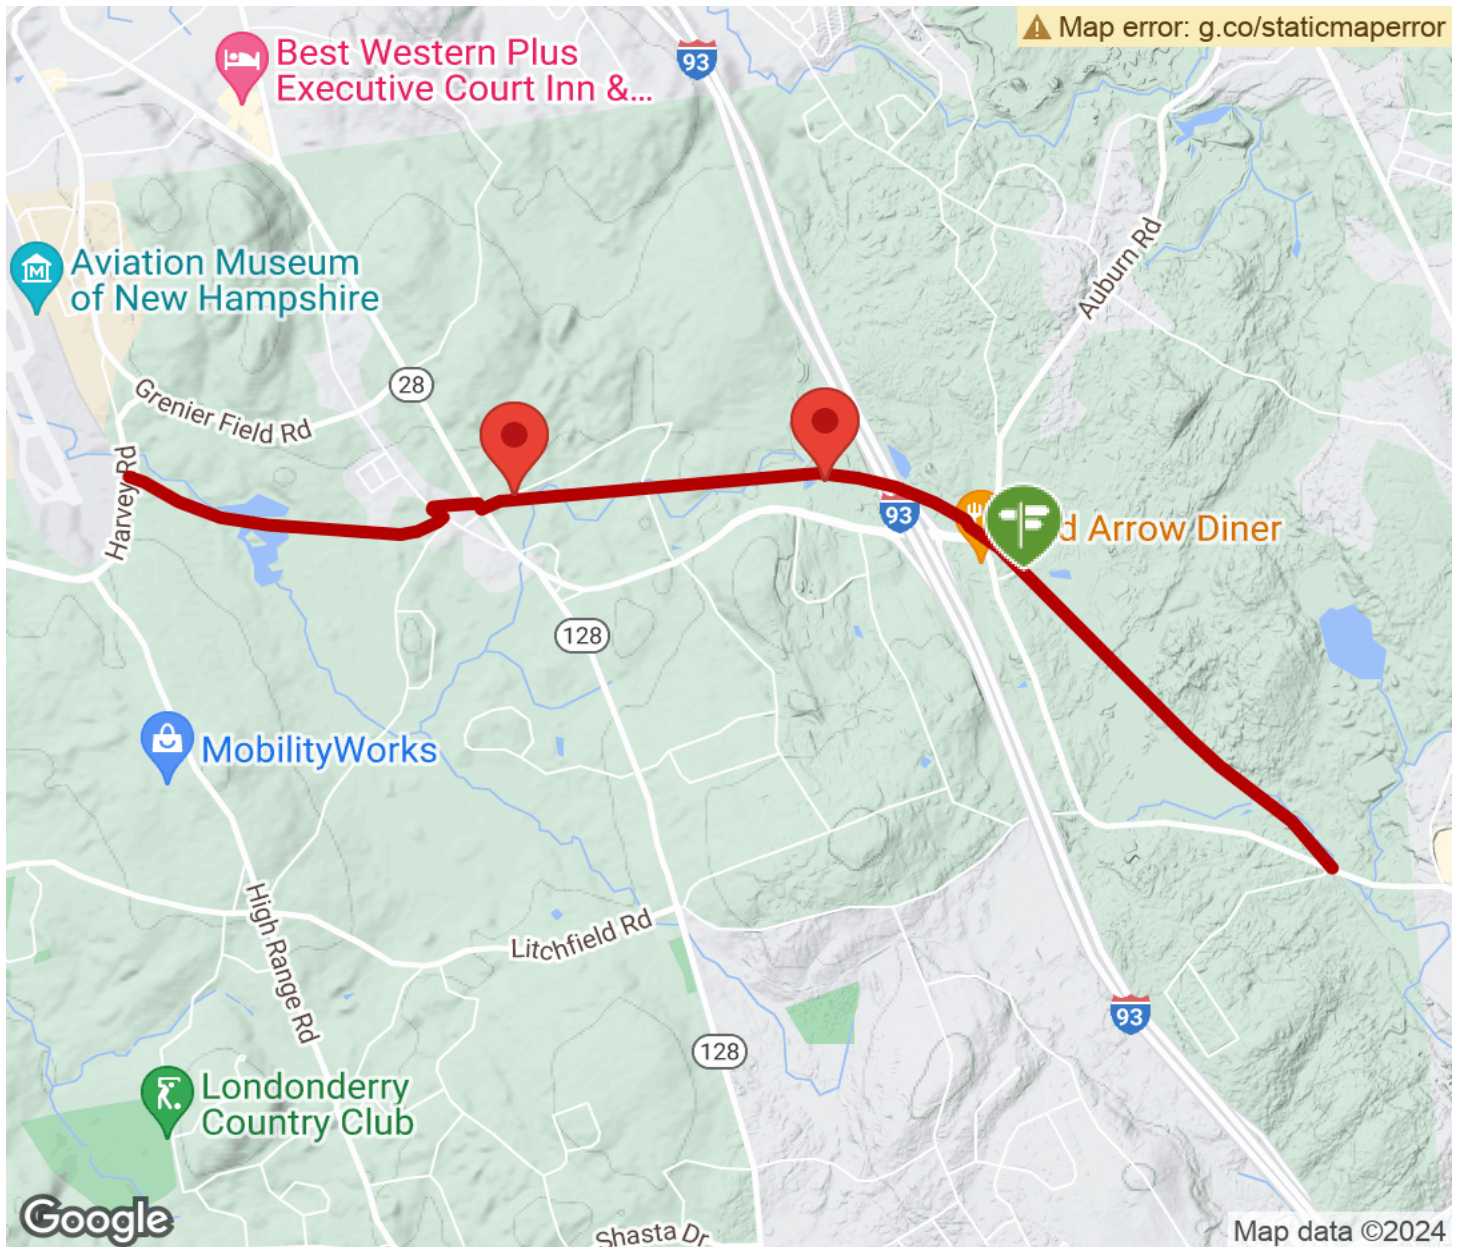 Map error: g.co/staticmaperror
Best Western Plus
Executive Court Inn &...
93
Auburn Rd
Aviation Museum
of New Hampshire
28
Grenier Field Rd
Harvey Rd
93
d Arrow Diner
128
MobilityWorks
High Range Rd
Litchfield Rd
93
128
Londonderry
Country Club
Google
Shasta Dr
Map data ©2024